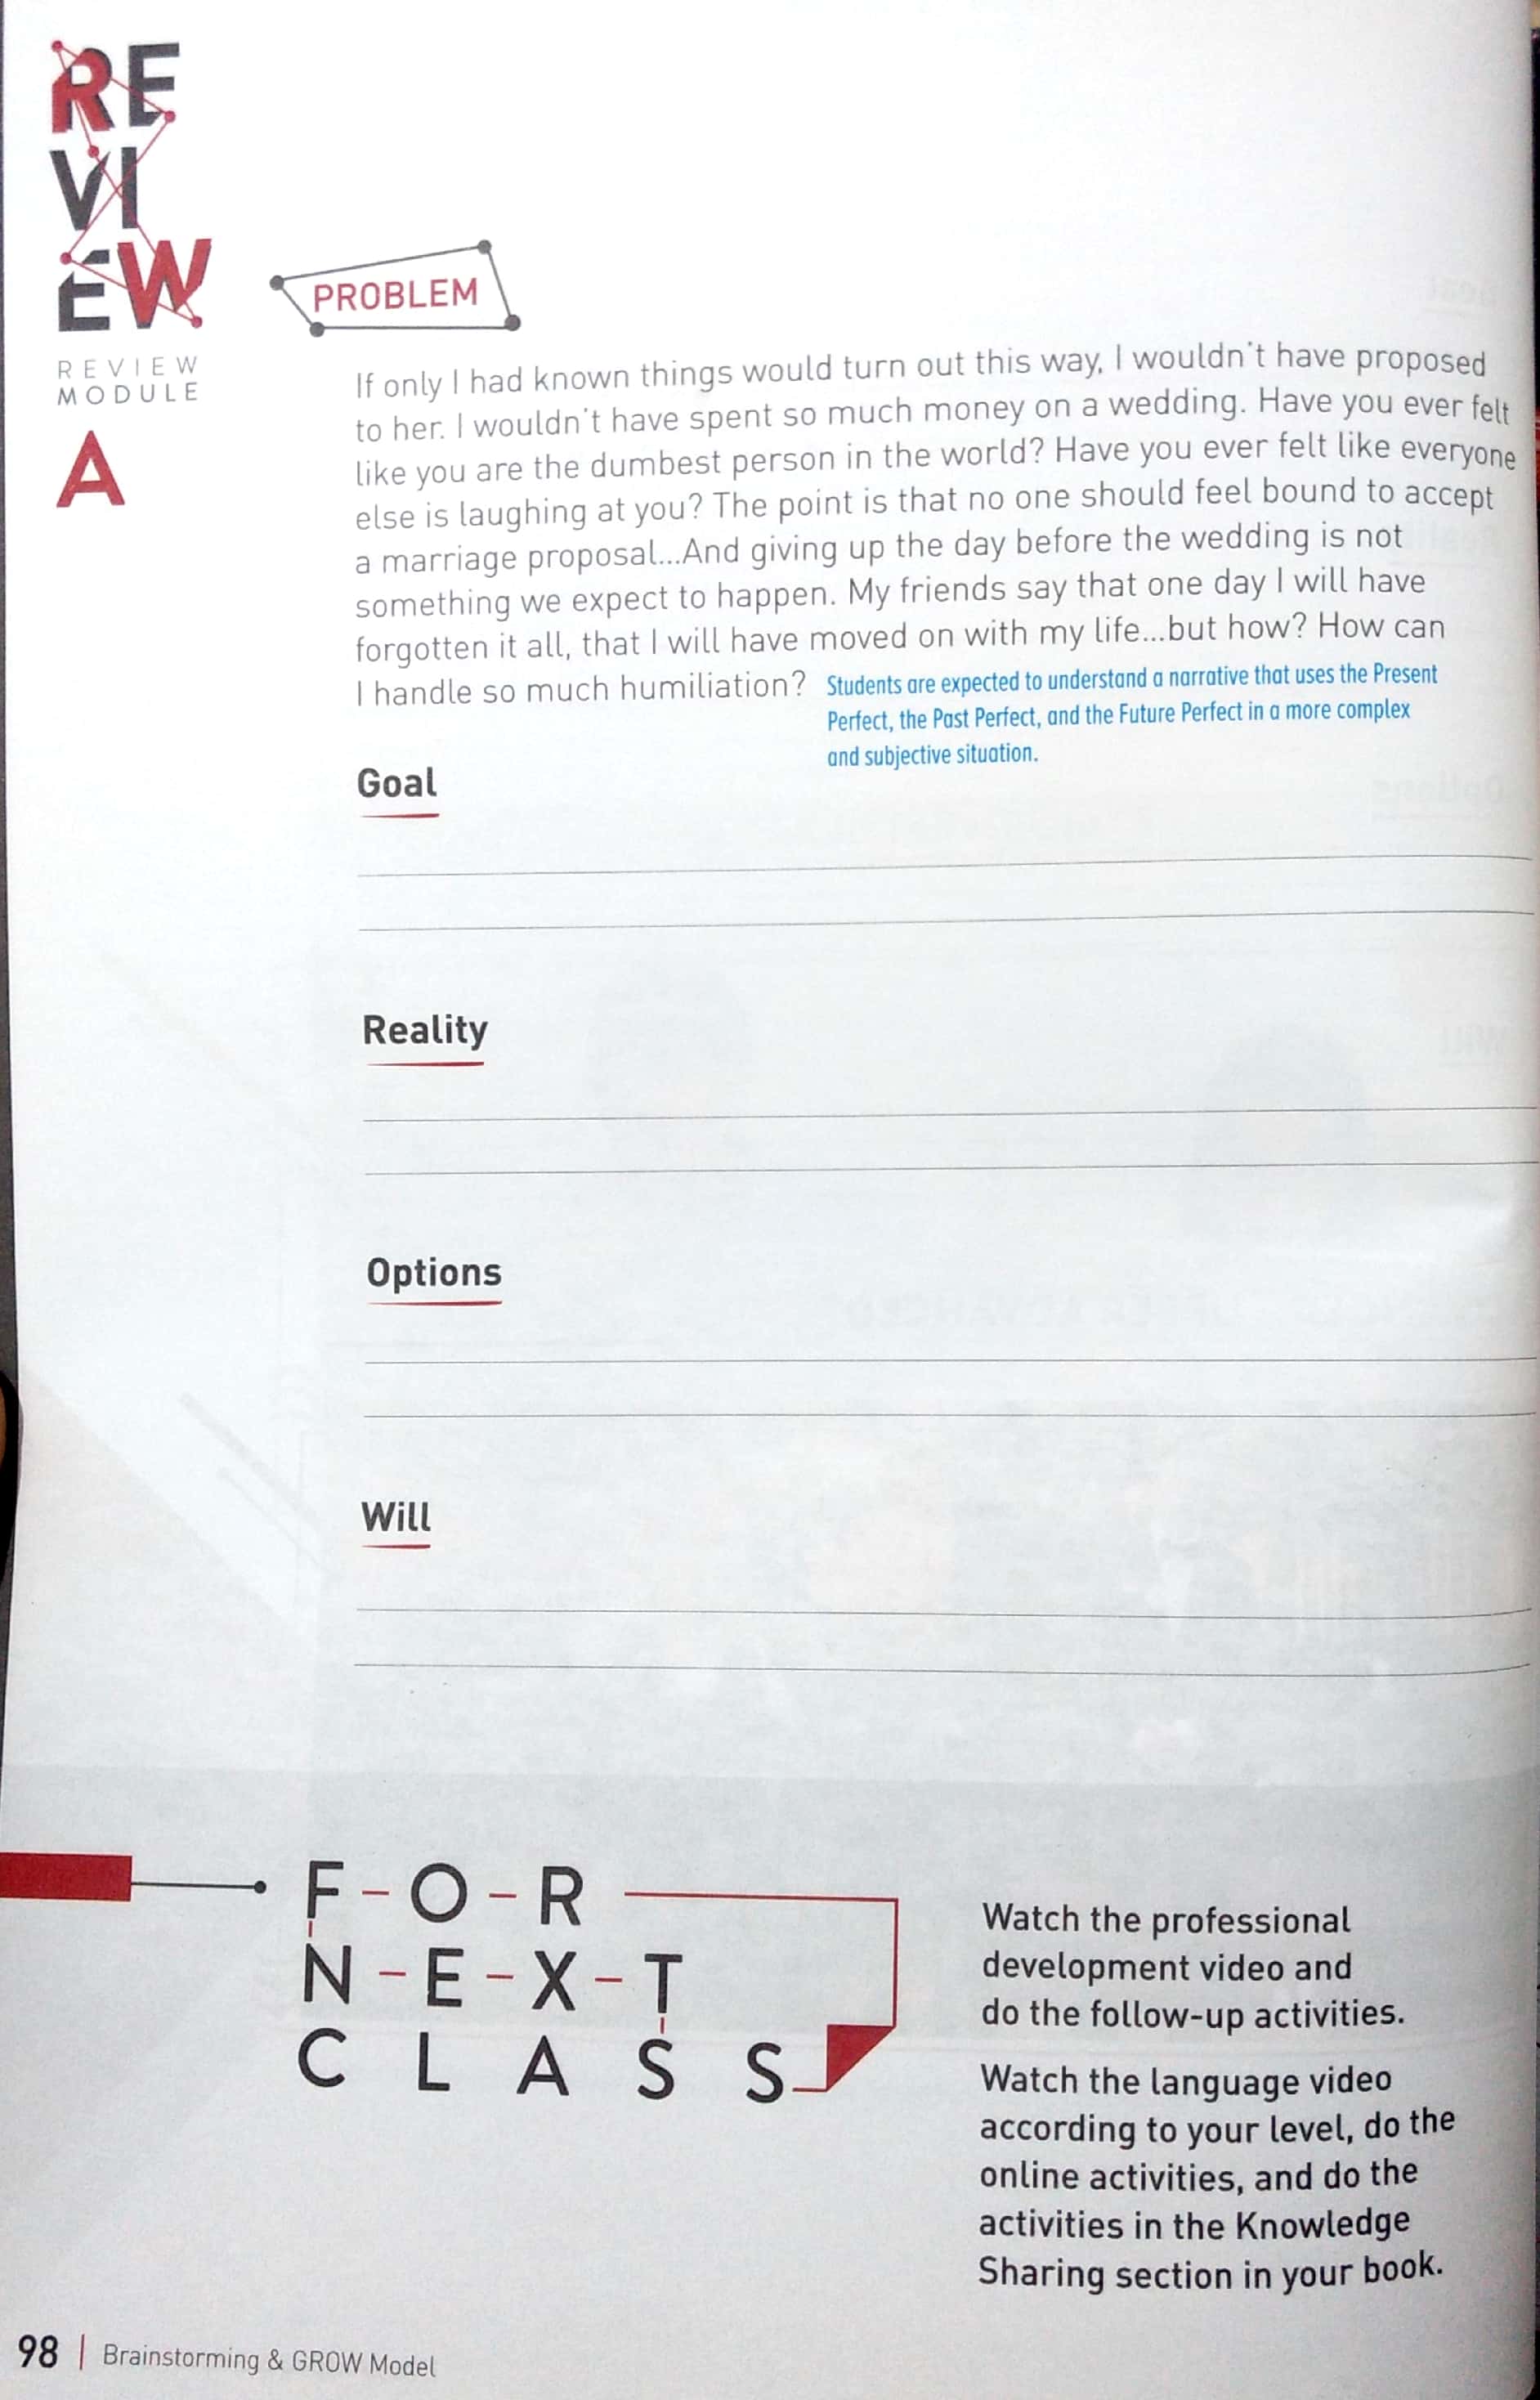 RE
VI
EW
REVIEW
MODULE
A
PROBLEM
If only I had known things would turn out this way, I wouldn't have proposed
to her. I wouldn't have spent so much money on a wedding. Have you ever felt
like you are the dumbest person in the world? Have you ever felt like everyone
else is laughing at you? The point is that no one should feel bound to accept
a marriage proposal...And giving up the day before the wedding is not
something we expect to happen. My friends say that one day I will have
forgotten it all, that I will have moved on with my life...but how? How can
I handle so much humiliation?
Students are expected to understand a narrative that uses the Present
Perfect, the Past Perfect, and the Future Perfect in a more complex
and subjective situation.
Goal
Reality
Options
Will
F-O-R
N-E-X-T
C L A S S
Watch the professional
development video and
do the follow-up activities.
Watch the language video
according to your level, do the
online activities, and do the
activities in the Knowledge
Sharing section in your book.
98 | Brainstorming & GROW Model